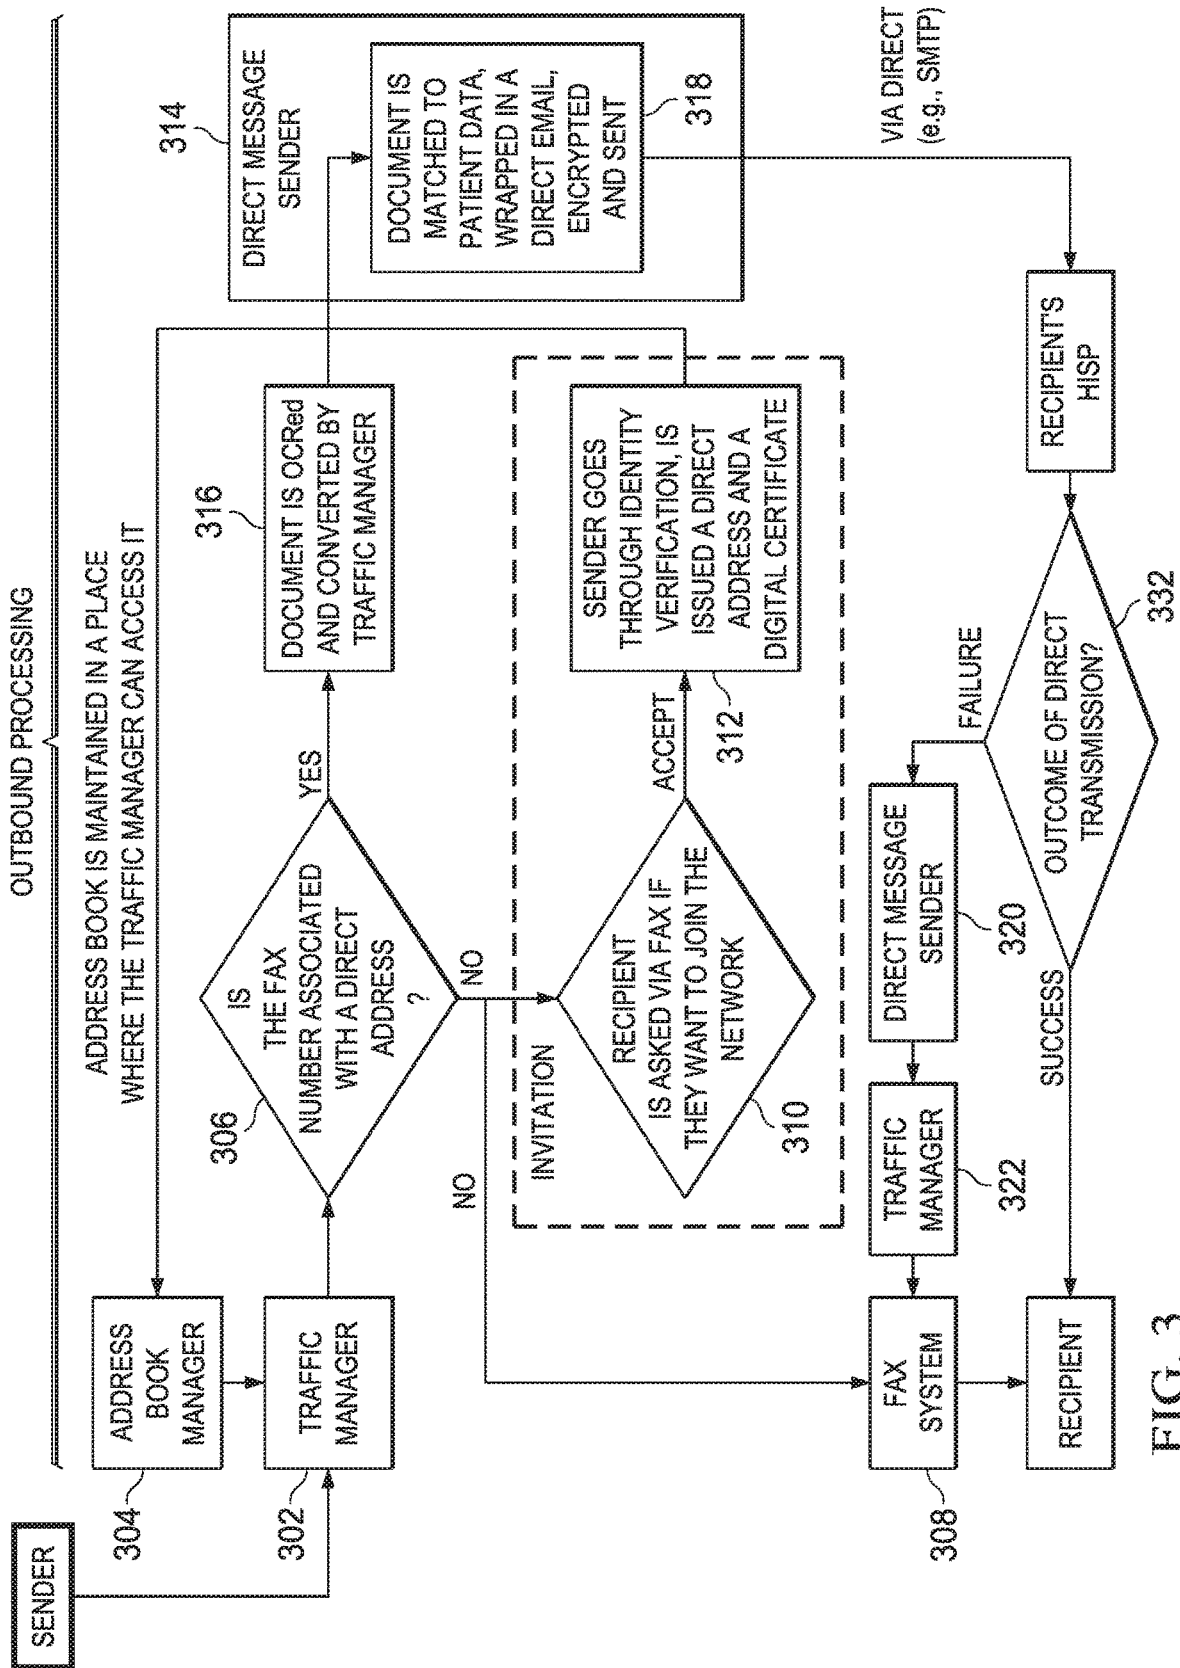 OUTBOUND PROCESSING
SENDER
ADDRESS BOOK IS MAINTAINED IN A PLACE
WHERE THE TRAFFIC MANAGER CAN ACCESS IT
304
ADDRESS
BOOK
MANAGER
302
TRAFFIC
MANAGER
306
IS
THE FAX
NUMBER ASSOCIATED
WITH A DIRECT
ADDRESS
?
YES
NO
NO
316
DOCUMENT IS OCRed
AND CONVERTED BY
TRAFFIC MANAGER
314
DIRECT MESSAGE
SENDER
DOCUMENT IS
MATCHED TO
PATIENT DATA,
WRAPPED IN A
DIRECT EMAIL,
ENCRYPTED
AND SENT
318
INVITATION
RECIPIENT
IS ASKED VIA FAX IF
THEY WANT TO JOIN THE
NETWORK
310
ACCEPT
312
SENDER GOES
THROUGH IDENTITY
VERIFICATION, IS
ISSUED A DIRECT
ADDRESS AND A
DIGITAL CERTIFICATE
VIA DIRECT
(e.g., SMTP)
308
FAX
SYSTEM
TRAFFIC
MANAGER
322
DIRECT MESSAGE
SENDER
320
FAILURE
RECIPIENT
SUCCESS
OUTCOME OF DIRECT
TRANSMISSION?
332
RECIPIENT'S
HISP
FIG. 3